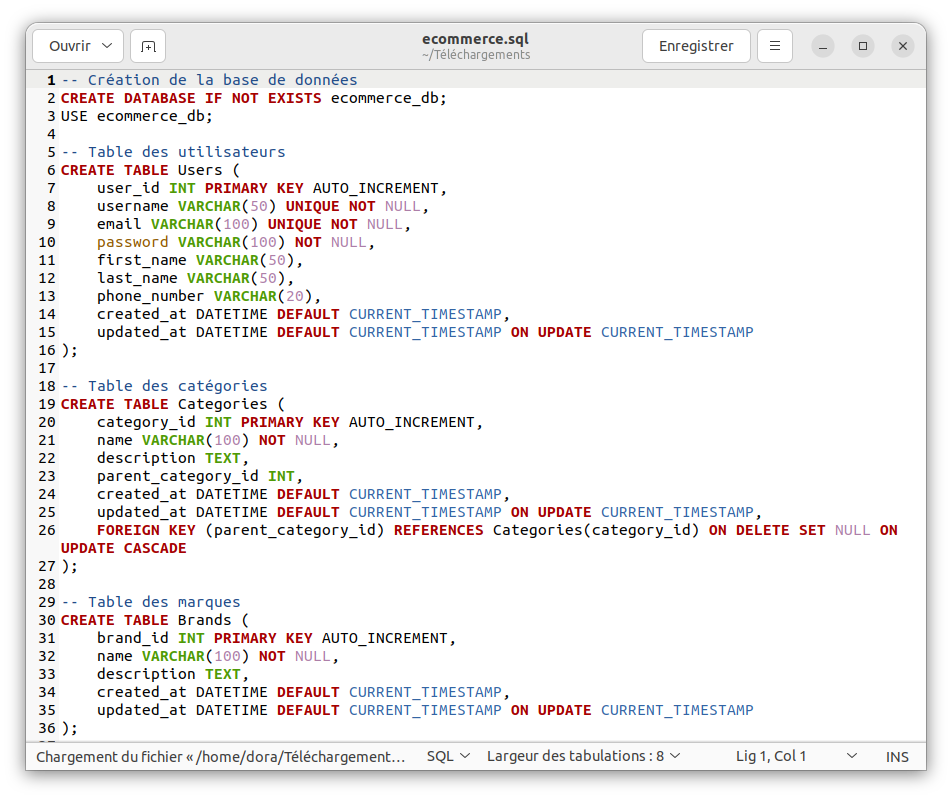 Ouvrir
ecommerce.sql
~/Téléchargements
Enregistrer
1 -- Création de la base de données
2 CREATE DATABASE IF NOT EXISTS ecommerce_db;
3 USE ecommerce_db;
4
5 -- Table des utilisateurs
6 CREATE TABLE Users (
7     user_id INT PRIMARY KEY AUTO_INCREMENT,
8     username VARCHAR(50) UNIQUE NOT NULL,
9     email VARCHAR(100) UNIQUE NOT NULL,
10     password VARCHAR(100) NOT NULL,
11     first_name VARCHAR(50),
12     last_name VARCHAR(50),
13     phone_number VARCHAR(20),
14     created_at DATETIME DEFAULT CURRENT_TIMESTAMP,
15     updated_at DATETIME DEFAULT CURRENT_TIMESTAMP ON UPDATE CURRENT_TIMESTAMP
16 );
17
18 -- Table des catégories
19 CREATE TABLE Categories (
20     category_id INT PRIMARY KEY AUTO_INCREMENT,
21     name VARCHAR(100) NOT NULL,
22     description TEXT,
23     parent_category_id INT,
24     created_at DATETIME DEFAULT CURRENT_TIMESTAMP,
25     updated_at DATETIME DEFAULT CURRENT_TIMESTAMP ON UPDATE CURRENT_TIMESTAMP,
26     FOREIGN KEY (parent_category_id) REFERENCES Categories(category_id) ON DELETE SET NULL ON
UPDATE CASCADE
27 );
28
29 -- Table des marques
30 CREATE TABLE Brands (
31     brand_id INT PRIMARY KEY AUTO_INCREMENT,
32     name VARCHAR(100) NOT NULL,
33     description TEXT,
34     created_at DATETIME DEFAULT CURRENT_TIMESTAMP,
35     updated_at DATETIME DEFAULT CURRENT_TIMESTAMP ON UPDATE CURRENT_TIMESTAMP
36 );
Chargement du fichier « /home/dora/Téléchargement… SQL Largeur des tabulations : 8 Lig 1, Col 1 INS